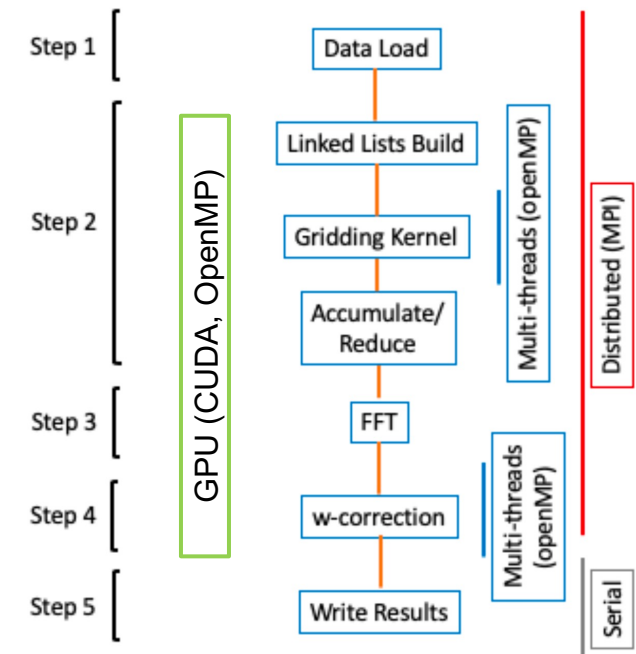 Step 1
Data Load
Step 2
Linked Lists Build
Gridding Kernel
Accumulate/
Reduce
Step 3
FFT
Step 4
w-correction
Step 5
Write Results
GPU (CUDA, OpenMP)
Multi-threads (openMP)
Multi-threads
(openMP)
Distributed (MPI)
Serial